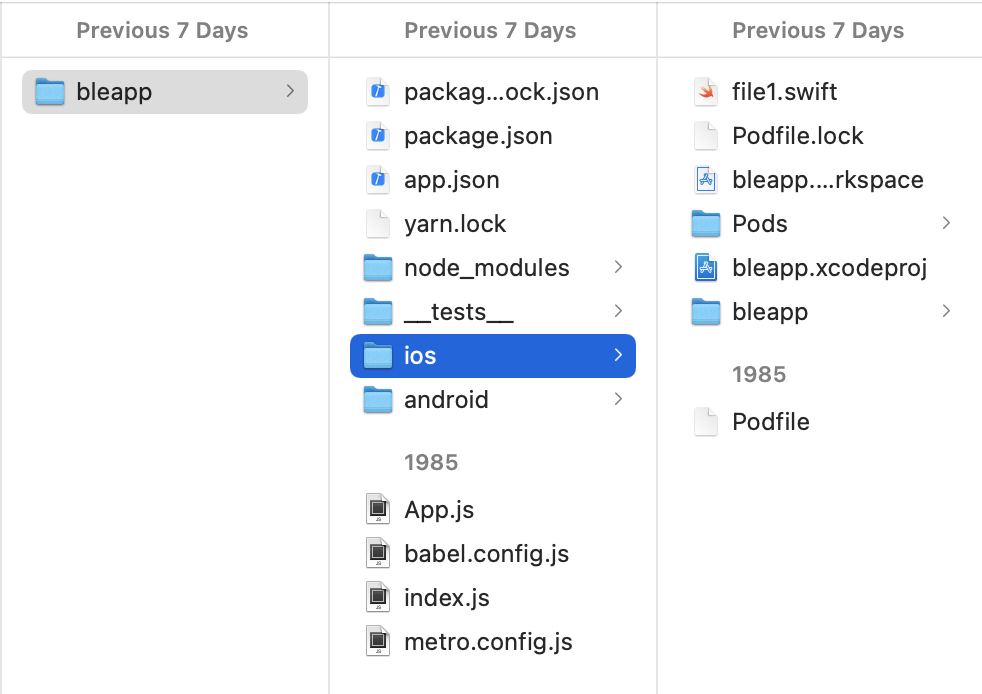 Previous 7 Days
bleapp
Previous 7 Days
packag...ock.json
package.json
app.json
yarn.lock
node_modules
__tests__
ios
android
1985
App.js
babel.config.js
index.js
metro.config.js
Previous 7 Days
file1.swift
Podfile.lock
bleapp....rkspace
Pods
bleapp.xcodeproj
bleapp
1985
Podfile